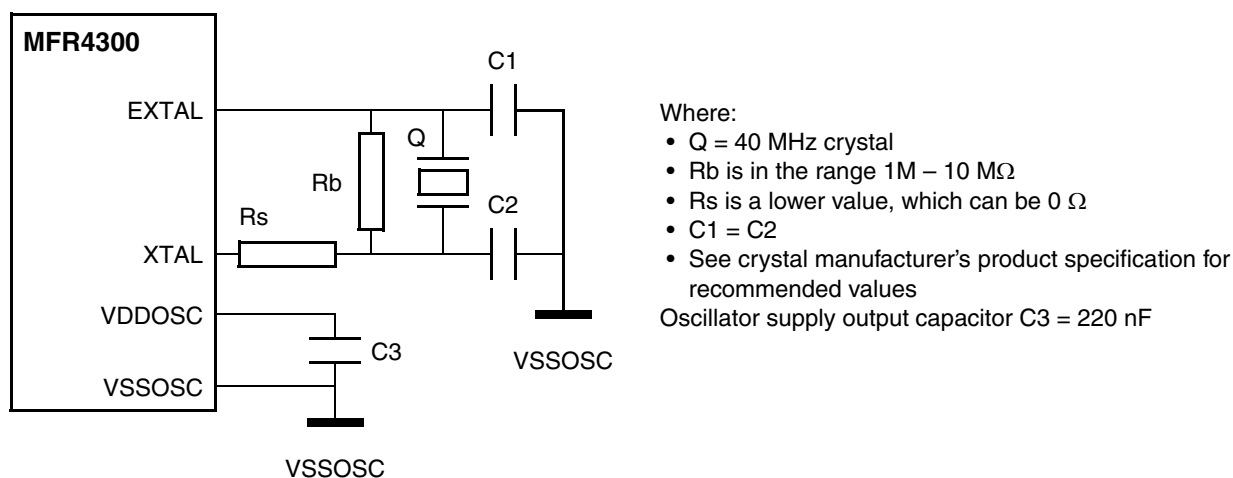 MFR4300
EXTAL
XTAL
VDDOSC
VSSOSC
Rs
Rb
Q
C1
C2
C3
VSSOSC
VSSOSC
Where:
• Q = 40 MHz crystal
• Rb is in the range 1M – 10 MΩ
• Rs is a lower value, which can be 0 Ω
• C1 = C2
• See crystal manufacturer’s product specification for
recommended values
Oscillator supply output capacitor C3 = 220 nF